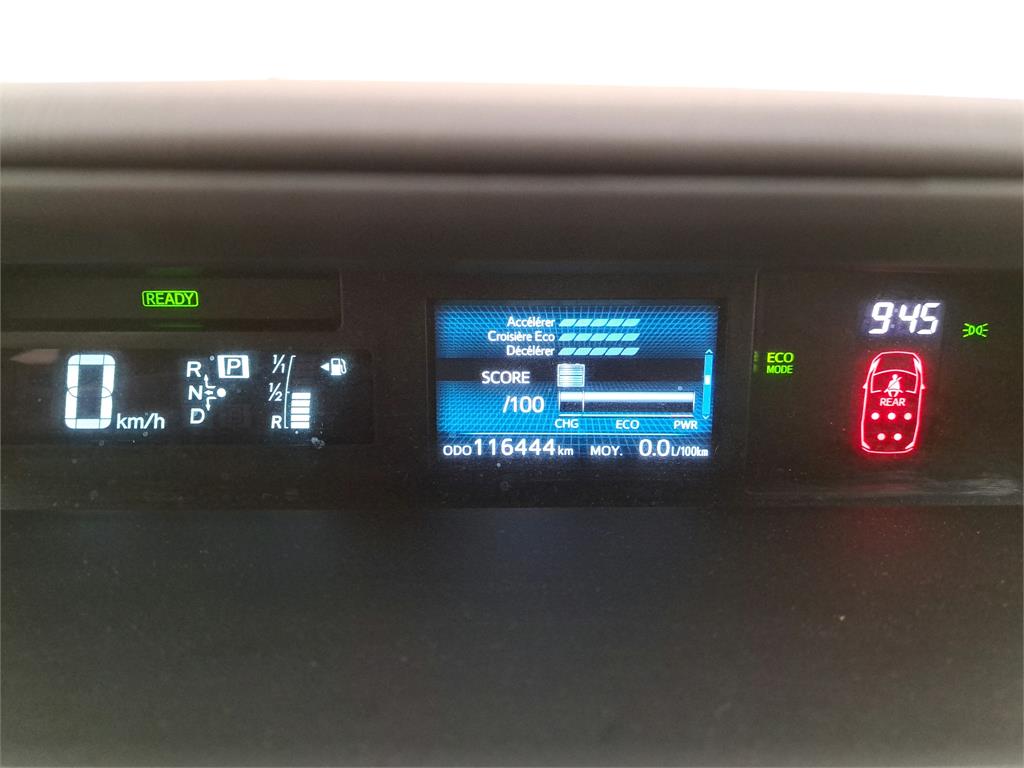 READY
0 km/h
R P
N
D
1/1
1/2
R
Accélérer
Croisière Eco
Décélérer
SCORE
/100
CHG ECO PWR
ODO 116444 km MOY. 0.0 L/100km
ECO
MODE
9:45
REAR